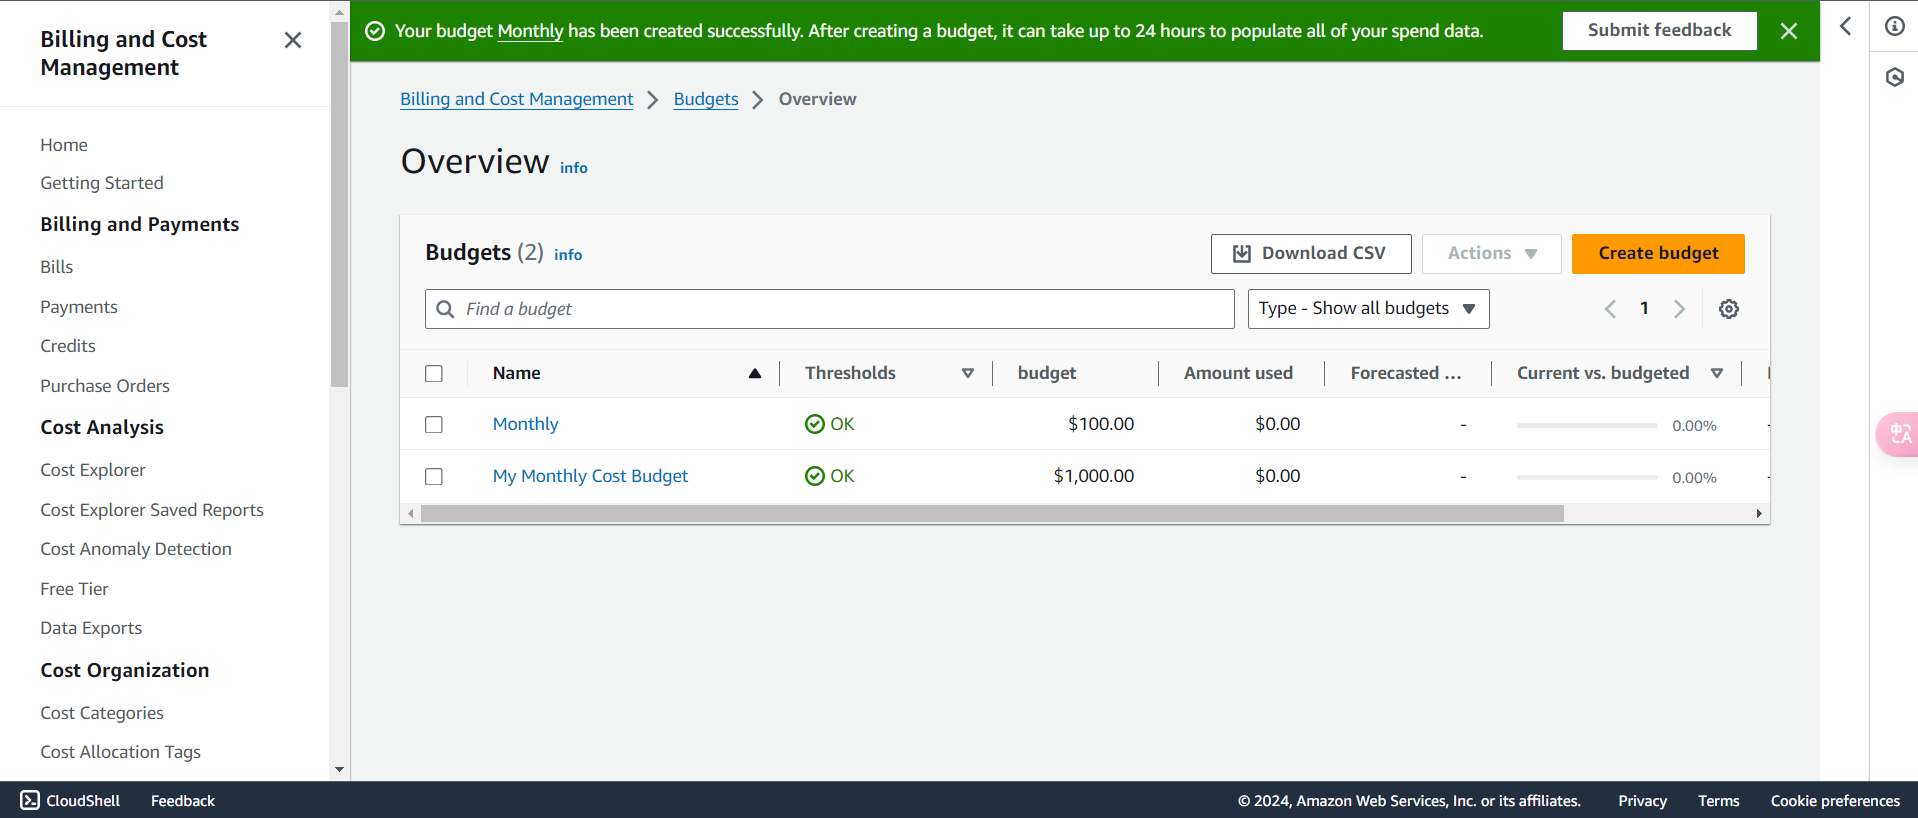 Billing and Cost Management
Home
Getting Started
Billing and Payments
Bills
Payments
Credits
Purchase Orders
Cost Analysis
Cost Explorer
Cost Explorer Saved Reports
Cost Anomaly Detection
Free Tier
Data Exports
Cost Organization
Cost Categories
Cost Allocation Tags
Your budget Monthly has been created successfully. After creating a budget, it can take up to 24 hours to populate all of your spend data.
Submit feedback
Billing and Cost Management Budgets Overview
Overview info
Budgets (2) info
Download CSV Actions Create budget
Find a budget Type - Show all budgets 1
Name Thresholds budget Amount used Forecasted ... Current vs. budgeted
Monthly OK $100.00 $0.00 - 0.00%
My Monthly Cost Budget OK $1,000.00 $0.00 - 0.00%
中A
CloudShell Feedback © 2024, Amazon Web Services, Inc. or its affiliates. Privacy Terms Cookie preferences